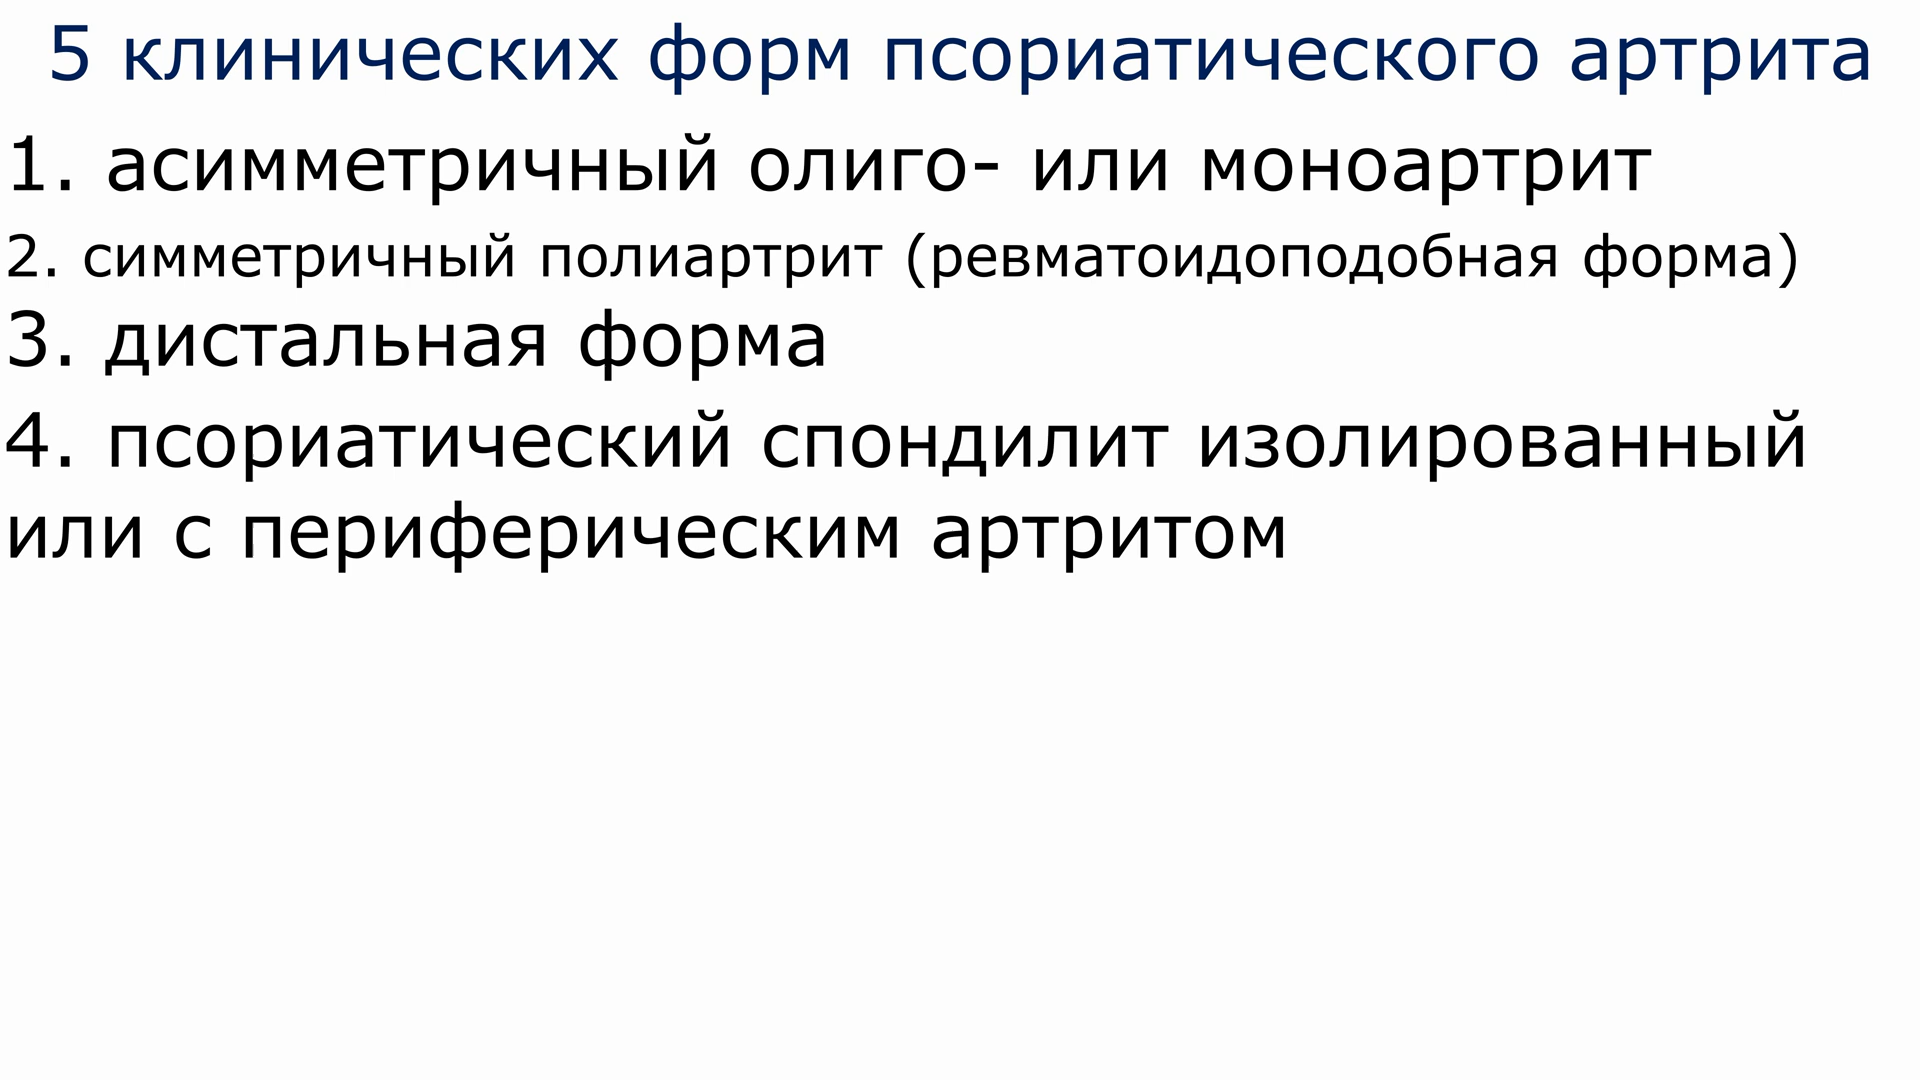 5 клинических форм псориатического артрита
1. асимметричный олиго- или моноартрит
2. симметричный полиартрит (ревматоидоподобная форма)
3. дистальная форма
4. псориатический спондилит изолированный
или с периферическим артритом